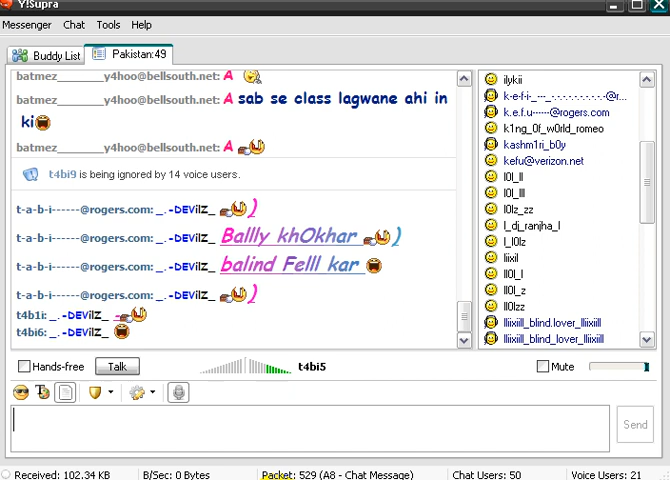 Y!Supra
Messenger Chat Tools Help
Buddy List Pakistan:49
batmez_______y4hoo@bellsouth.net: A
batmez_______y4hoo@bellsouth.net: A sab se class lagwane ahi in
ki
batmez_______y4hoo@bellsouth.net: A
t4bi9 is being ignored by 14 voice users.
t-a-b-i------@rogers.com: _.-DEVilZ_ )
t-a-b-i------@rogers.com: _.-DEVilZ_ Ballly khOkhar )
t-a-b-i------@rogers.com: _.-DEVilZ_ balind Felll kar
t-a-b-i------@rogers.com: _.-DEVilZ_ )
t4b1i: _.-DEVilZ_ -
t4bi6: _.-DEVilZ_
ilykii
k-e-f-i-_---_-.-.-.-.-.-.-.-@r...
k.e.f.u------@rogers.com
k1ng_0f_w0rld_romeo
kashm1ri_b0y
kefu@verizon.net
l0l_ll
l0l_lll
l0lz_zz
l_dj_ranjha_l
l_l0lz
liixil
ll0l_l
ll0l_z
ll0lzz
lliixiill_blind.lover_lliixiill
lliixiill_blind_lover_lliixiill
Hands-free Talk t4bi5 Mute
Send
Received: 102.34 KB B/Sec: 0 Bytes Packet: 529 (A8 - Chat Message) Chat Users: 50 Voice Users: 21